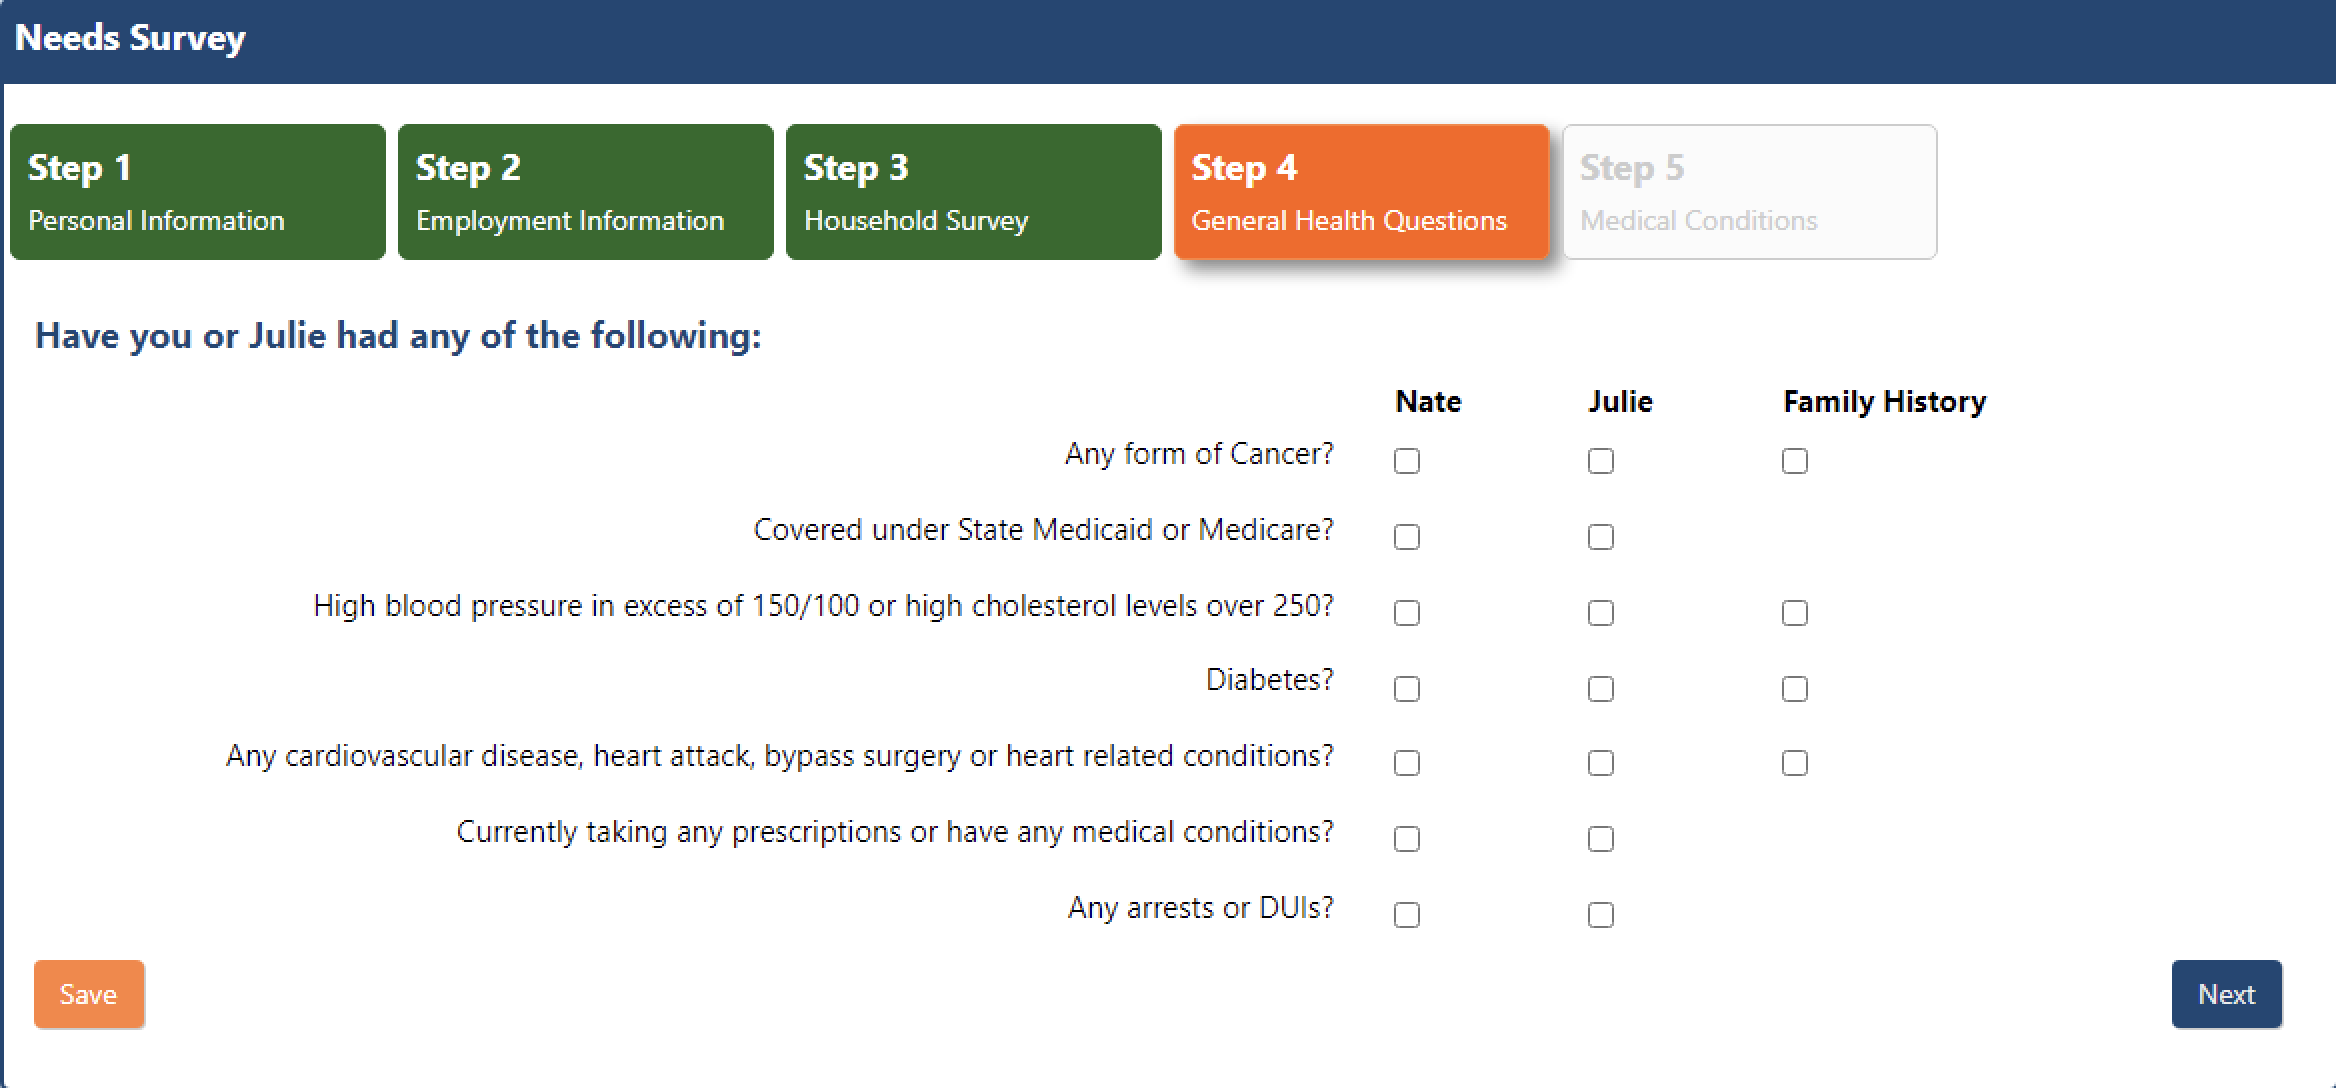 Needs Survey
Step 1
Personal Information
Step 2
Employment Information
Step 3
Household Survey
Step 4
General Health Questions
Step 5
Medical Conditions
Have you or Julie had any of the following:
Nate Julie Family History
Any form of Cancer?
Covered under State Medicaid or Medicare?
High blood pressure in excess of 150/100 or high cholesterol levels over 250?
Diabetes?
Any cardiovascular disease, heart attack, bypass surgery or heart related conditions?
Currently taking any prescriptions or have any medical conditions?
Any arrests or DUIs?
Save
Next